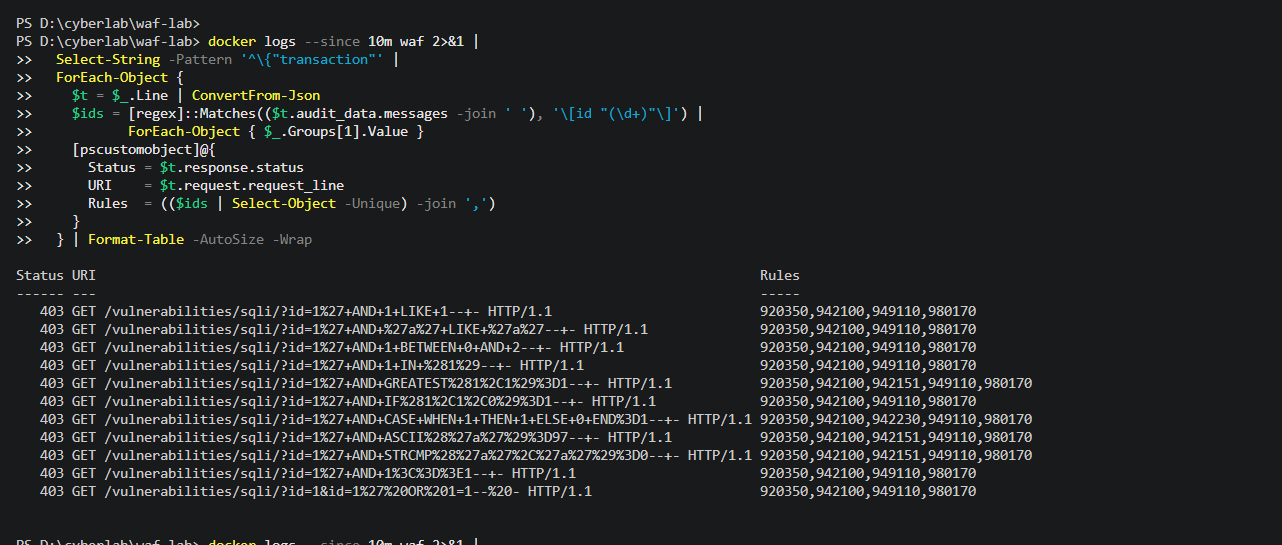 PS D:\cyberlab\waf-lab>
PS D:\cyberlab\waf-lab> docker logs --since 10m waf 2>&1 |
>>   Select-String -Pattern '^\{"transaction"' |
>>   ForEach-Object {
>>     $t = $_.Line | ConvertFrom-Json
>>     $ids = [regex]::Matches(($t.audit_data.messages -join ' '), '\[id "(\d+)"\]') |
>>            ForEach-Object { $_.Groups[1].Value }
>>     [pscustomobject]@{
>>       Status = $t.response.status
>>       URI    = $t.request.request_line
>>       Rules  = (($ids | Select-Object -Unique) -join ',')
>>     }
>>   } | Format-Table -AutoSize -Wrap
Status URI Rules
------ --- -----
403 GET /vulnerabilities/sqli/?id=1%27+AND+1+LIKE+1--+- HTTP/1.1 920350,942100,949110,980170
403 GET /vulnerabilities/sqli/?id=1%27+AND+%27a%27+LIKE+%27a%27--+- HTTP/1.1 920350,942100,949110,980170
403 GET /vulnerabilities/sqli/?id=1%27+AND+1+BETWEEN+0+AND+2--+- HTTP/1.1 920350,942100,949110,980170
403 GET /vulnerabilities/sqli/?id=1%27+AND+1+IN+%281%29--+- HTTP/1.1 920350,942100,949110,980170
403 GET /vulnerabilities/sqli/?id=1%27+AND+GREATEST%281%2C1%29%3D1--+- HTTP/1.1 920350,942100,942151,949110,980170
403 GET /vulnerabilities/sqli/?id=1%27+AND+IF%281%2C1%2C0%29%3D1--+- HTTP/1.1 920350,942100,949110,980170
403 GET /vulnerabilities/sqli/?id=1%27+AND+CASE+WHEN+1+THEN+1+ELSE+0+END%3D1--+- HTTP/1.1 920350,942100,942230,949110,980170
403 GET /vulnerabilities/sqli/?id=1%27+AND+ASCII%28%27a%27%29%3D97--+- HTTP/1.1 920350,942100,942151,949110,980170
403 GET /vulnerabilities/sqli/?id=1%27+AND+STRCMP%28%27a%27%2C%27a%27%29%3D0--+- HTTP/1.1 920350,942100,942151,949110,980170
403 GET /vulnerabilities/sqli/?id=1%27+AND+1%3C%3D%3E1--+- HTTP/1.1 920350,942100,949110,980170
403 GET /vulnerabilities/sqli/?id=1&id=1%27%20OR%201=1--%20- HTTP/1.1 920350,942100,949110,980170
PS D:\cyberlab\waf-lab> docker logs --since 10m waf 2>&1 |